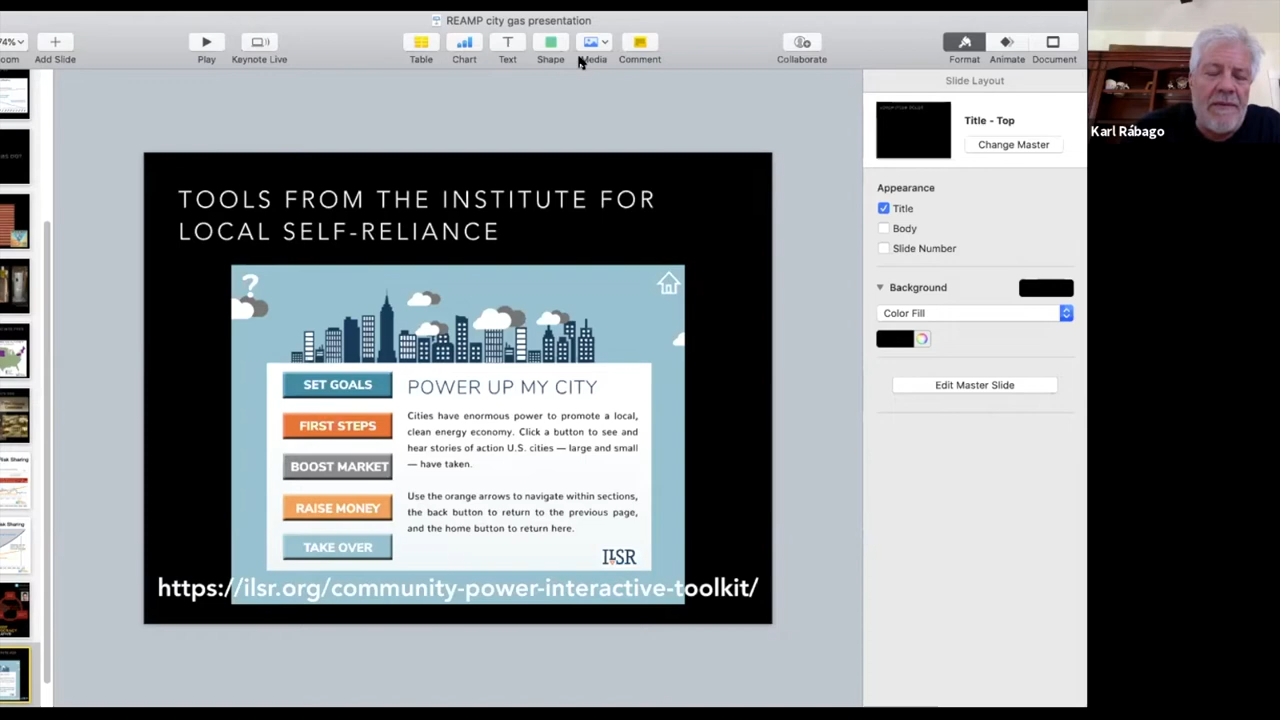 REAMP city gas presentation
74%
Add Slide
Play
Keynote Live
Table
Chart
Text
Shape
Media
Comment
Collaborate
Format
Animate
Document
Slide Layout
Title - Top
Change Master
Appearance
Title
Body
Slide Number
Background
Color Fill
Edit Master Slide
Karl Rábago
TOOLS FROM THE INSTITUTE FOR
LOCAL SELF-RELIANCE
?
SET GOALS
FIRST STEPS
BOOST MARKET
RAISE MONEY
TAKE OVER
POWER UP MY CITY
Cities have enormous power to promote a local,
clean energy economy. Click a button to see and
hear stories of action U.S. cities — large and small
— have taken.
Use the orange arrows to navigate within sections,
the back button to return to the previous page,
and the home button to return here.
ILSR
https://ilsr.org/community-power-interactive-toolkit/